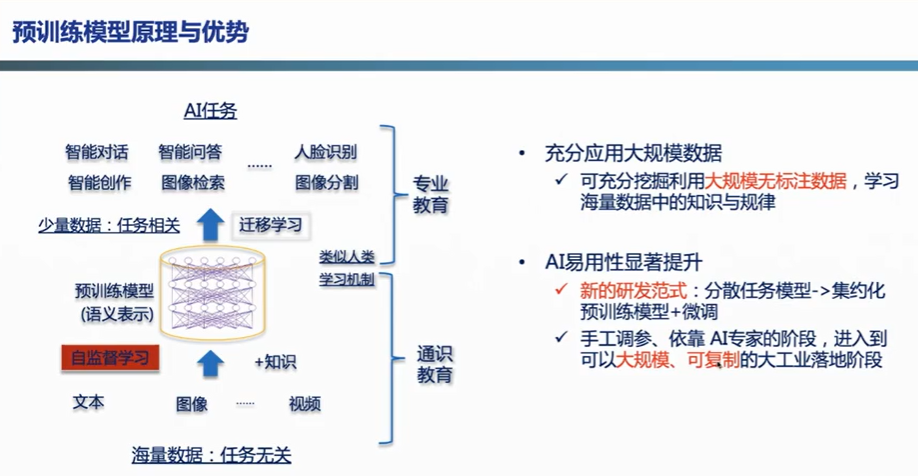 预训练模型原理与优势
AI任务
智能对话 智能问答 …… 人脸识别
智能创作 图像检索 图像分割
少量数据：任务相关 迁移学习
专业
教育
类似人类
学习机制
预训练模型
(语义表示)
自监督学习
+知识
通识
教育
文本 图像 …… 视频
海量数据：任务无关
• 充分应用大规模数据
✓ 可充分挖掘利用大规模无标注数据，学习
海量数据中的知识与规律
• AI易用性显著提升
✓ 新的研发范式：分散任务模型->集约化
预训练模型+微调
✓ 手工调参、依靠 AI专家的阶段，进入到
可以大规模、可复制的大工业落地阶段